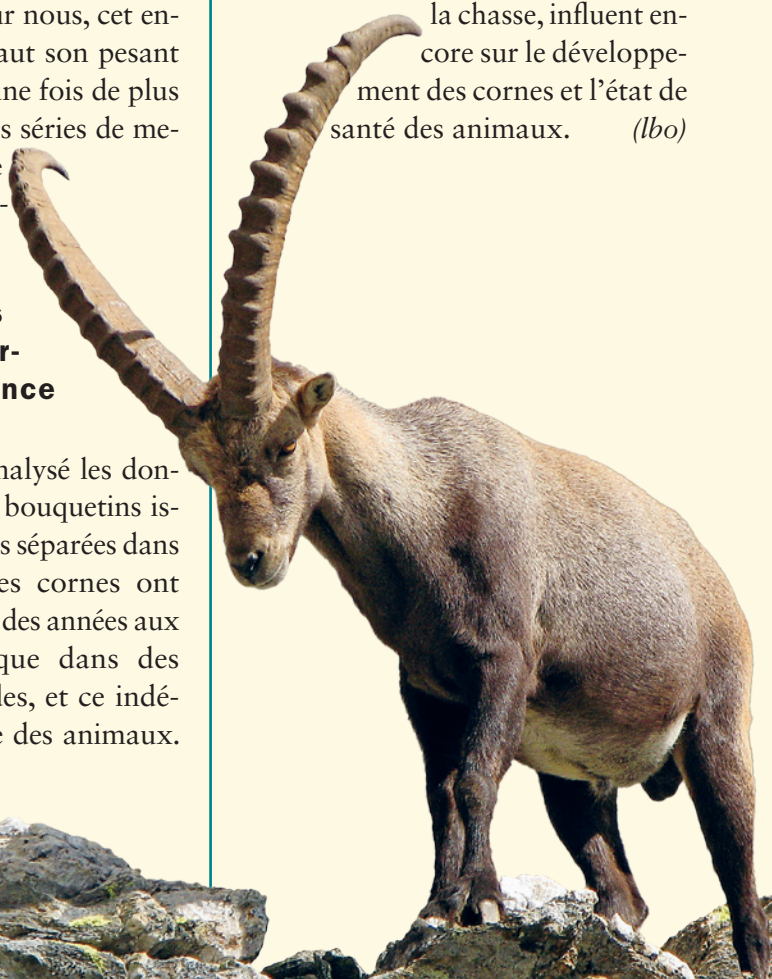 ur nous, cet en-
aut son pesant
ne fois de plus
s séries de me-
e
-
s
r-
nce
nalysé les don-
bouquetins is-
s séparées dans
es cornes ont
des années aux
que dans des
les, et ce indé-
e des animaux.
la chasse, influent en-
core sur le développe-
ment des cornes et l’état de
santé des animaux. (lbo)